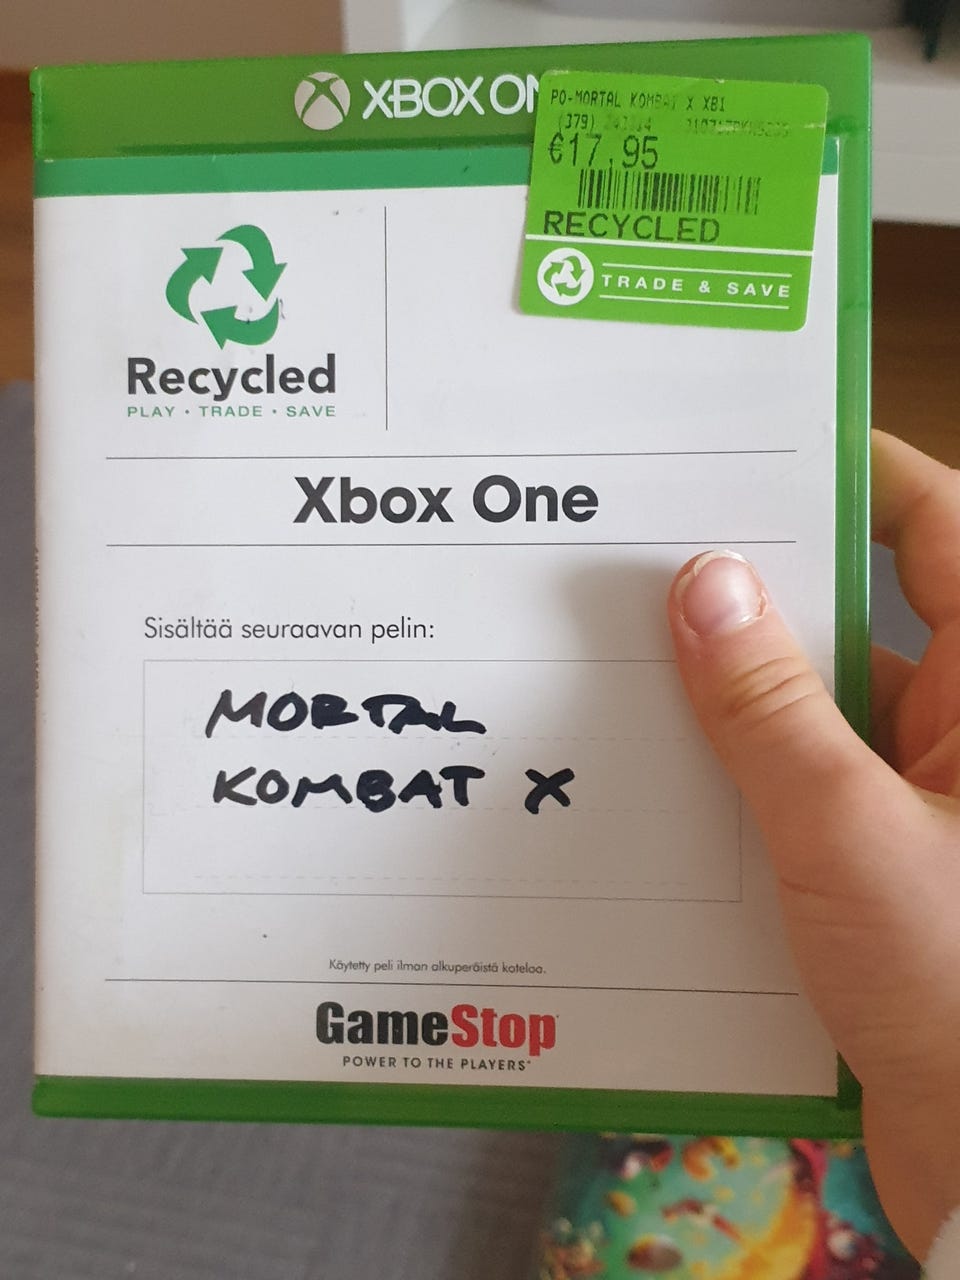 XBOX ON
PO-MORTAL KOMBAT X XB1
(379)
€17.95
RECYCLED
TRADE & SAVE
Recycled
PLAY • TRADE • SAVE
Xbox One
Sisältää seuraavan pelin:
MORTAL
KOMBAT X
Käytetty peli ilman alkuperäistä koteloa.
GameStop
POWER TO THE PLAYERS